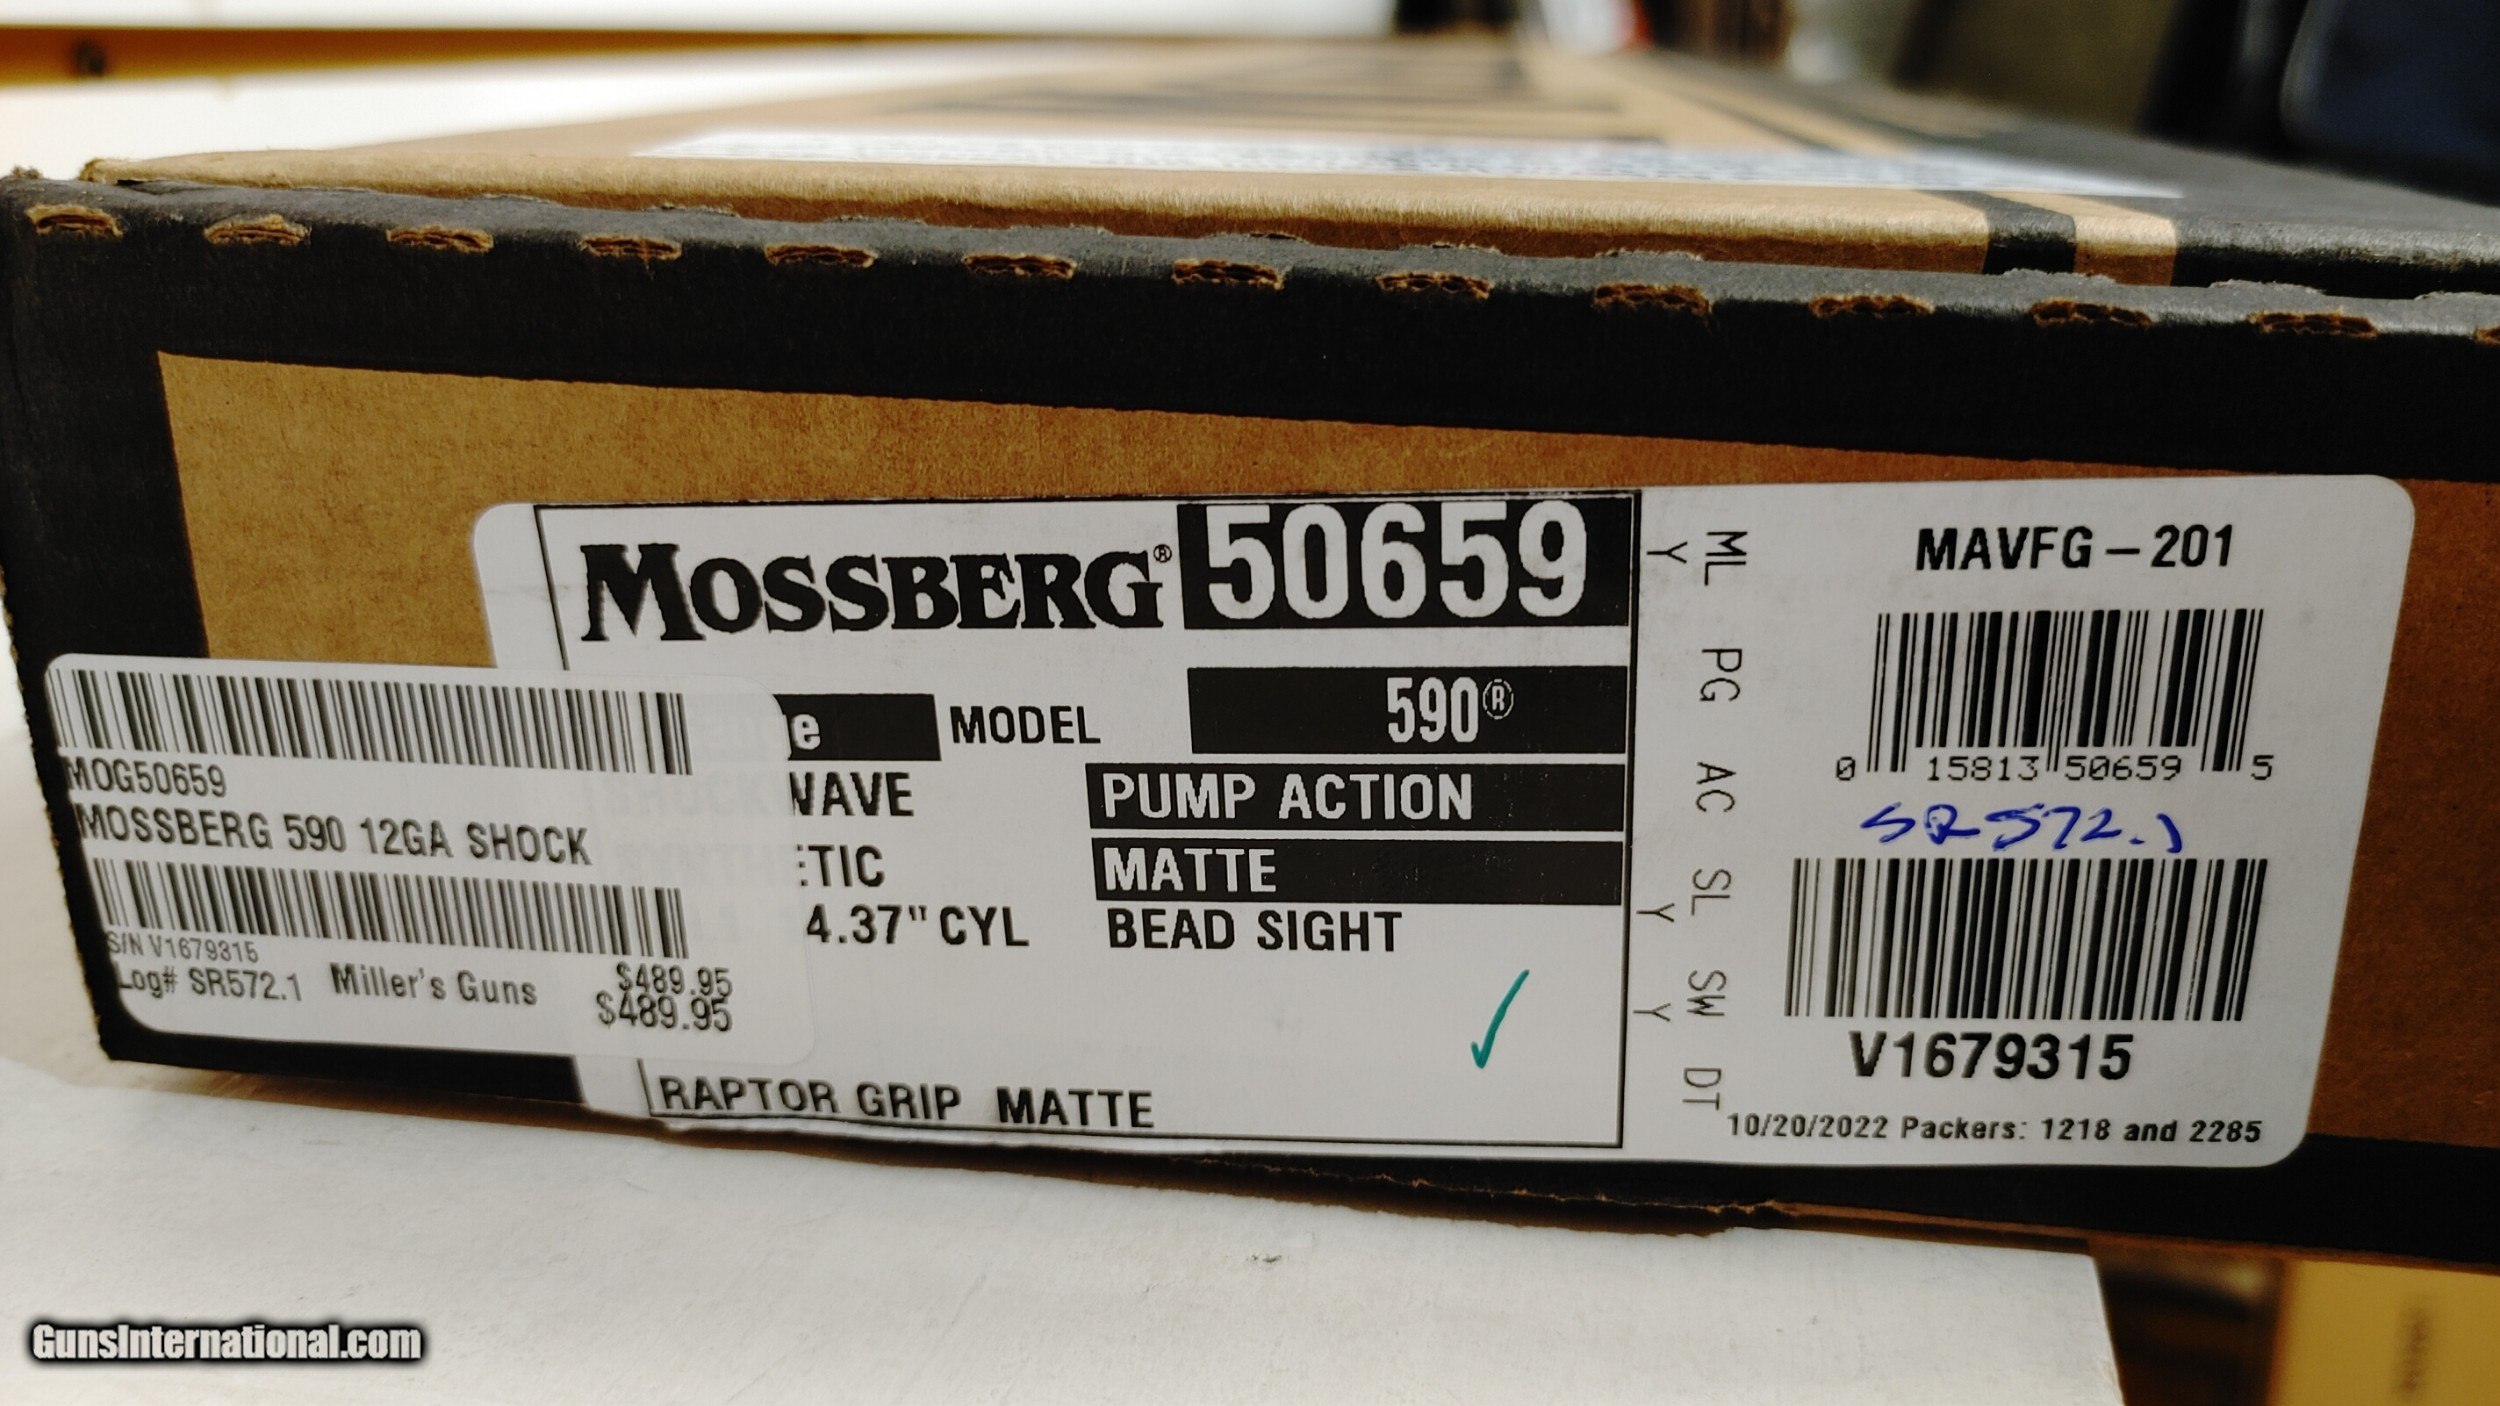 MOSSBERG® 50659
e MODEL 590®
WAVE PUMP ACTION
ETIC MATTE
4.37" CYL BEAD SIGHT
RAPTOR GRIP MATTE
ML PG AC SL SW DT
Y Y Y
MAVFG-201
0 15813 50659 5
SR572.1
V1679315
10/20/2022 Packers: 1218 and 2285
MOG50659
MOSSBERG 590 12GA SHOCK
S/N V1679315
Log# SR572.1 Miller's Guns $489.95
$489.95
GunsInternational.com